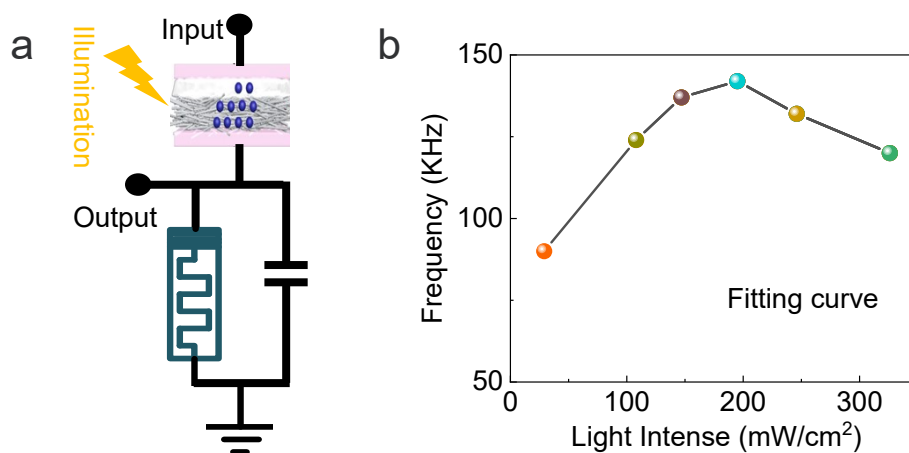 a
Input
Illumination
Output
b
Frequency (KHz)
150
100
50
0
100
200
300
Fitting curve
Light Intense (mW/cm²)